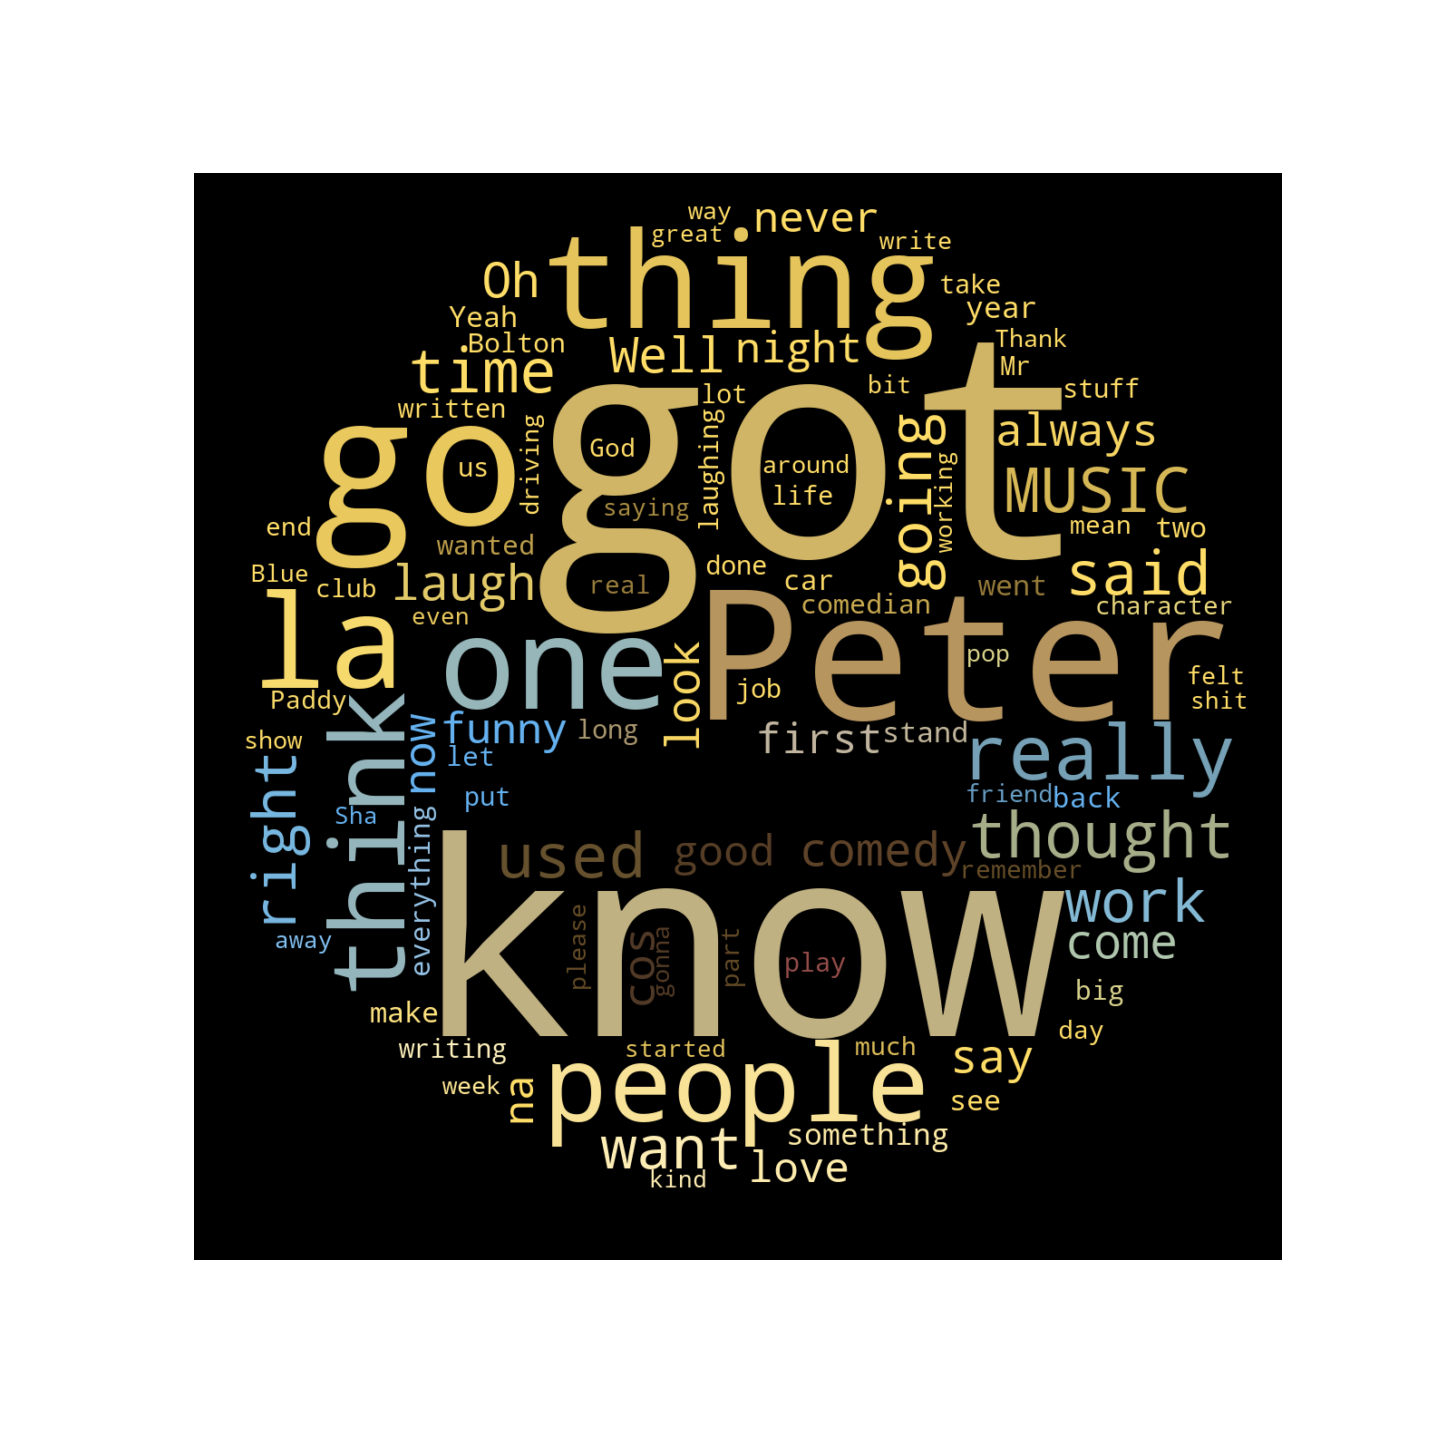 way
never
great
write
thing
Oh
take
year
Yeah
Bolton
Thank
Well
night
Mr
time
bit
stuff
lot
written
got
go
driving
God
laughing
going
always
us
around
working
MUSIC
life
saying
end
mean
two
wanted
Blue
club
laugh
real
done
car
went
said
even
comedian
character
la
one
look
Peter
pop
job
felt
Paddy
shit
think
now
funny
long
first
stand
really
show
let
right
put
friend
back
Sha
everything
used
good
comedy
thought
remember
know
away
please
cos
gonna
part
play
work
come
big
make
day
writing
started
much
say
week
na
people
see
want
something
love
kind